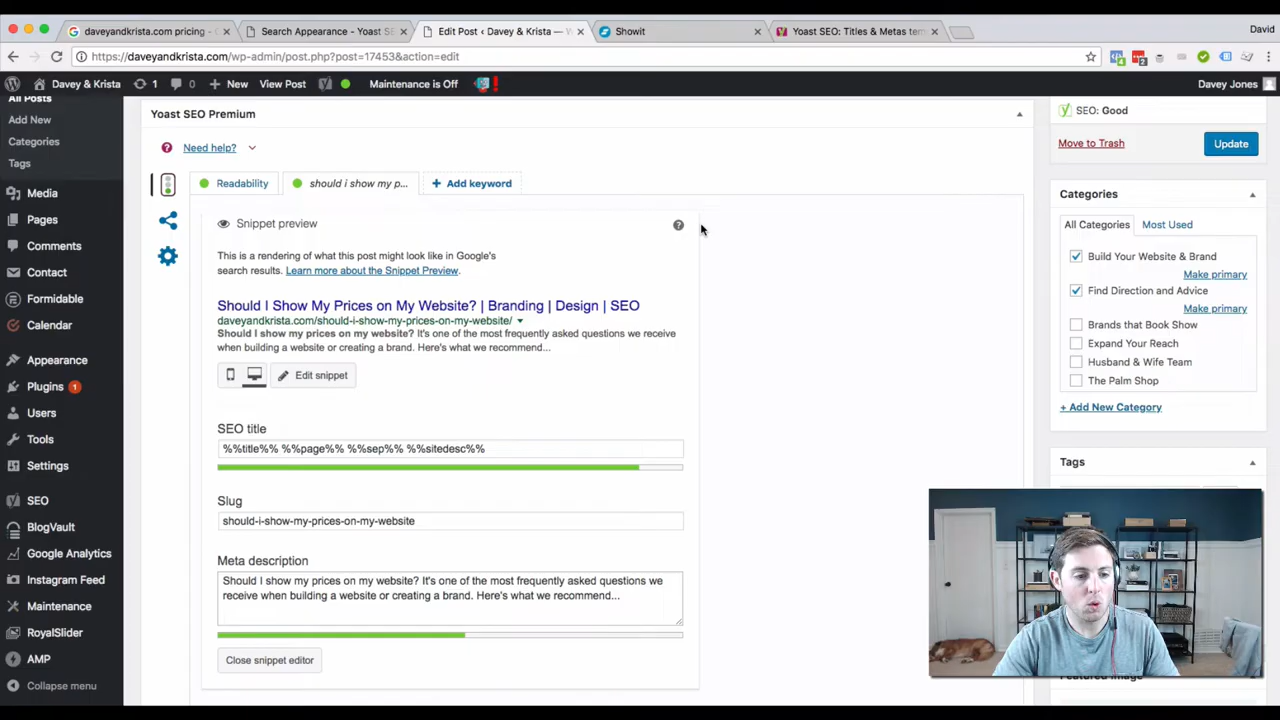 daveyandkrista.com pricing - G
Search Appearance - Yoast SE
Edit Post ‹ Davey & Krista — W
Showit
Yoast SEO: Titles & Metas tem
David
https://daveyandkrista.com/wp-admin/post.php?post=17453&action=edit
Davey & Krista
1
0
New
View Post
Maintenance is Off
Davey Jones
All Posts
Add New
Categories
Tags
Media
Pages
Comments
Contact
Formidable
Calendar
Appearance
Plugins 1
Users
Tools
Settings
SEO
BlogVault
Google Analytics
Instagram Feed
Maintenance
RoyalSlider
AMP
Collapse menu
Yoast SEO Premium
Need help?
Readability
should i show my p...
+ Add keyword
Snippet preview
This is a rendering of what this post might look like in Google's
search results. Learn more about the Snippet Preview.
Should I Show My Prices on My Website? | Branding | Design | SEO
daveyandkrista.com/should-i-show-my-prices-on-my-website/
Should I show my prices on my website? It's one of the most frequently asked questions we receive
when building a website or creating a brand. Here's what we recommend...
Edit snippet
SEO title
%%title%% %%page%% %%sep%% %%sitedesc%%
Slug
should-i-show-my-prices-on-my-website
Meta description
Should I show my prices on my website? It's one of the most frequently asked questions we
receive when building a website or creating a brand. Here's what we recommend...
Close snippet editor
SEO: Good
Move to Trash
Update
Categories
All Categories
Most Used
Build Your Website & Brand
Make primary
Find Direction and Advice
Make primary
Brands that Book Show
Expand Your Reach
Husband & Wife Team
The Palm Shop
+ Add New Category
Tags
Featured Image